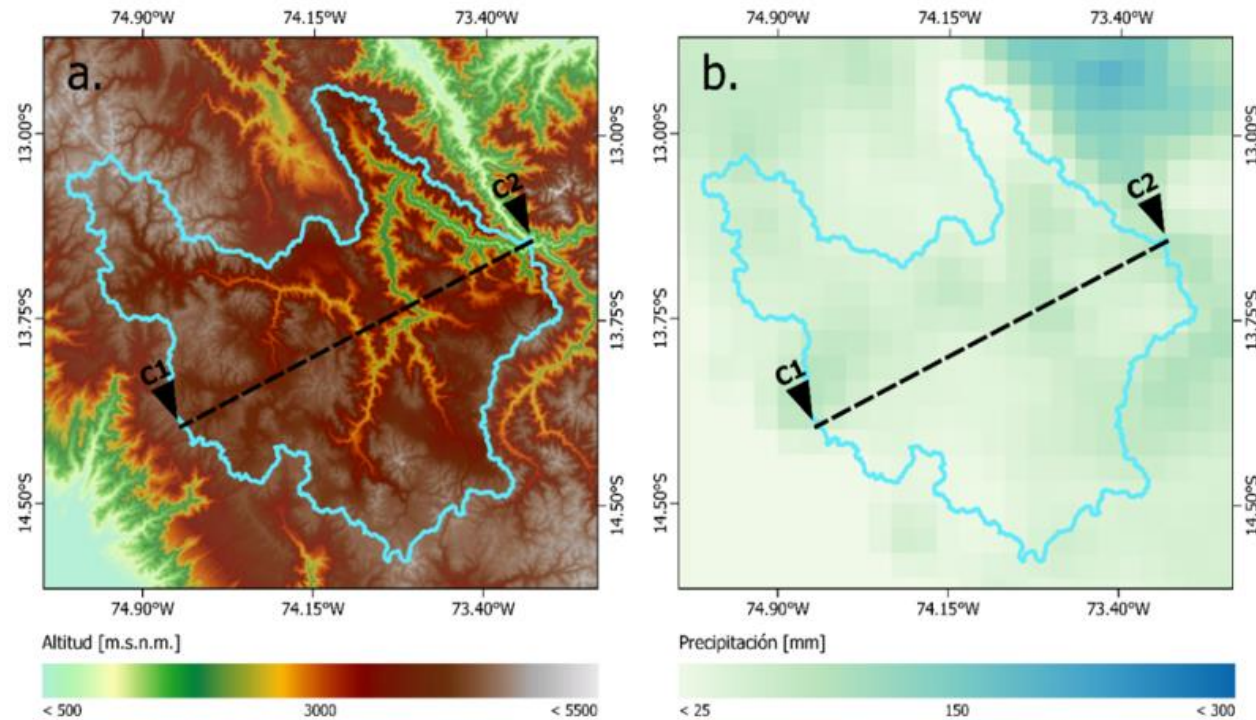 74.90°W 74.15°W 73.40°W 74.90°W 74.15°W 73.40°W
a. b.
13.00°S 13.00°S 13.00°S
C2 C2
13.75°S 13.75°S 13.75°S
C1 C1
14.50°S 14.50°S 14.50°S
74.90°W 74.15°W 73.40°W 74.90°W 74.15°W 73.40°W
Altitud [m.s.n.m.] Precipitación [mm]
< 500 3000 < 5500 < 25 150 < 300